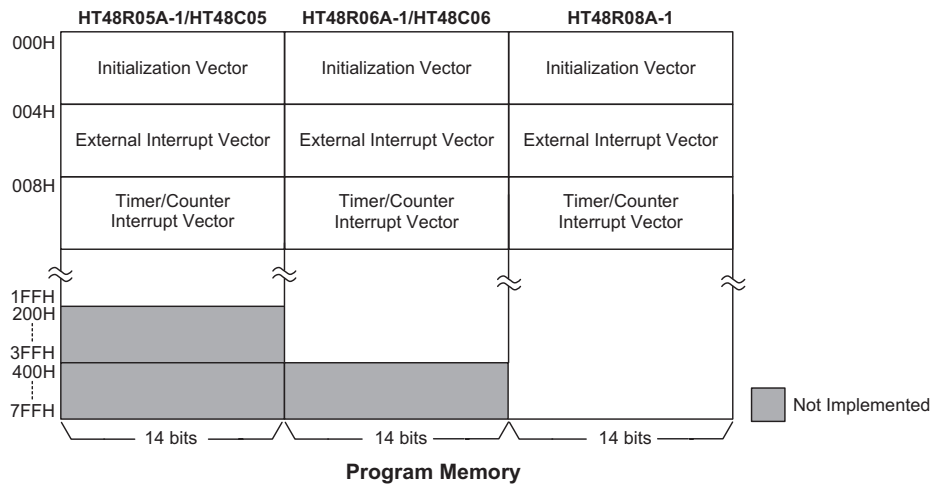 HT48R05A-1/HT48C05 HT48R06A-1/HT48C06 HT48R08A-1
000H
Initialization Vector Initialization Vector Initialization Vector
004H
External Interrupt Vector External Interrupt Vector External Interrupt Vector
008H
Timer/Counter Timer/Counter Timer/Counter
Interrupt Vector Interrupt Vector Interrupt Vector
1FFH
200H
3FFH
400H
7FFH
Not Implemented
14 bits 14 bits 14 bits
Program Memory